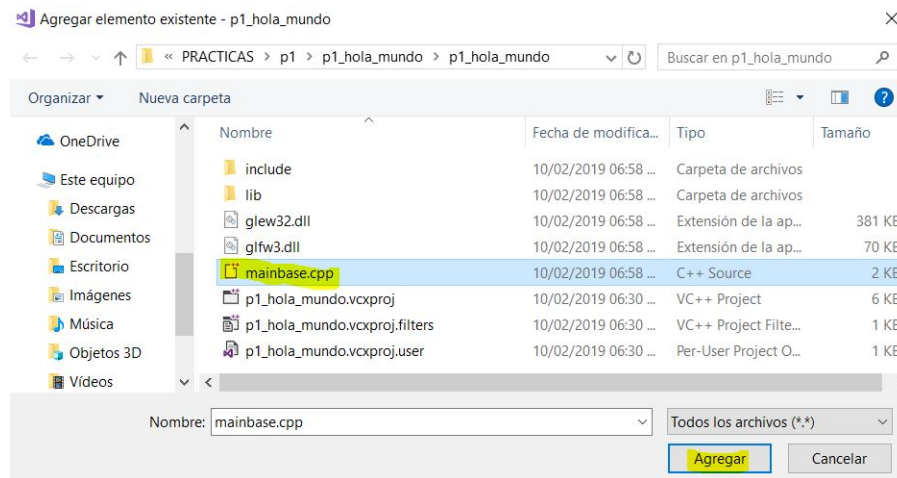 Agregar elemento existente - p1_hola_mundo
« PRACTICAS > p1 > p1_hola_mundo > p1_hola_mundo
Buscar en p1_hola_mundo
Organizar Nueva carpeta
Nombre Fecha de modifica... Tipo Tamaño
OneDrive
Este equipo
Descargas
Documentos
Escritorio
Imágenes
Música
Objetos 3D
Vídeos
include 10/02/2019 06:58 ... Carpeta de archivos
lib 10/02/2019 06:58 ... Carpeta de archivos
glew32.dll 10/02/2019 06:58 ... Extensión de la ap... 381 KB
glfw3.dll 10/02/2019 06:58 ... Extensión de la ap... 70 KB
mainbase.cpp 10/02/2019 06:58 ... C++ Source 2 KB
p1_hola_mundo.vcxproj 10/02/2019 06:30 ... VC++ Project 6 KB
p1_hola_mundo.vcxproj.filters 10/02/2019 06:30 ... VC++ Project Filte... 1 KB
p1_hola_mundo.vcxproj.user 10/02/2019 06:30 ... Per-User Project O... 1 KB
Nombre: mainbase.cpp Todos los archivos (*.*)
Agregar Cancelar